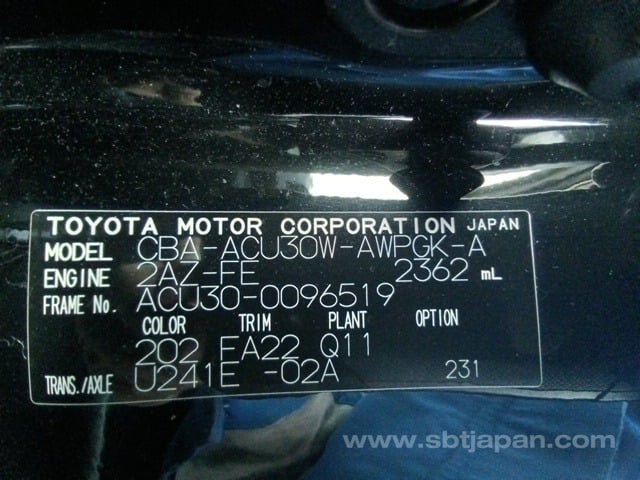 TOYOTA MOTOR CORPORATION JAPAN
MODEL CBA-ACU30W-AWPGK-A
ENGINE 2AZ-FE 2362 mL
FRAME No. ACU30-0096519
COLOR TRIM PLANT OPTION
202 FA22 Q11
TRANS./AXLE U241E -02A 231
www.sbtjapan.com